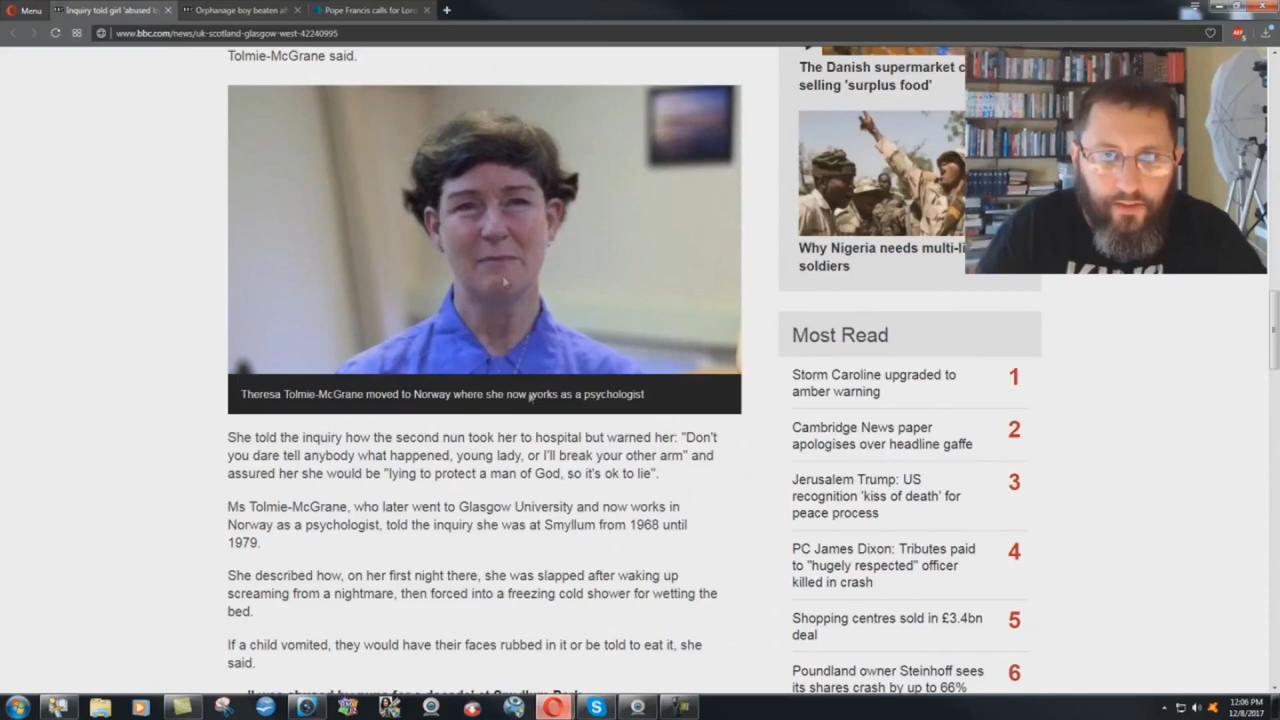 Menu
Inquiry told girl 'abused b
Orphanage boy beaten af
Pope Francis calls for Lord
www.bbc.com/news/uk-scotland-glasgow-west-42240995
Tolmie-McGrane said.
Theresa Tolmie-McGrane moved to Norway where she now works as a psychologist
She told the inquiry how the second nun took her to hospital but warned her: "Don't
you dare tell anybody what happened, young lady, or I'll break your other arm" and
assured her she would be "lying to protect a man of God, so it's ok to lie".
Ms Tolmie-McGrane, who later went to Glasgow University and now works in
Norway as a psychologist, told the inquiry she was at Smyllum from 1968 until
1979.
She described how, on her first night there, she was slapped after waking up
screaming from a nightmare, then forced into a freezing cold shower for wetting the
bed.
If a child vomited, they would have their faces rubbed in it or be told to eat it, she
said.
The Danish supermarket c
selling 'surplus food'
Why Nigeria needs multi-li
soldiers
Most Read
Storm Caroline upgraded to
amber warning
1
Cambridge News paper
apologises over headline gaffe
2
Jerusalem Trump: US
recognition 'kiss of death' for
peace process
3
PC James Dixon: Tributes paid
to "hugely respected" officer
killed in crash
4
Shopping centres sold in £3.4bn
deal
5
Poundland owner Steinhoff sees
its shares crash by up to 66%
6
12:06 PM
12/8/2017